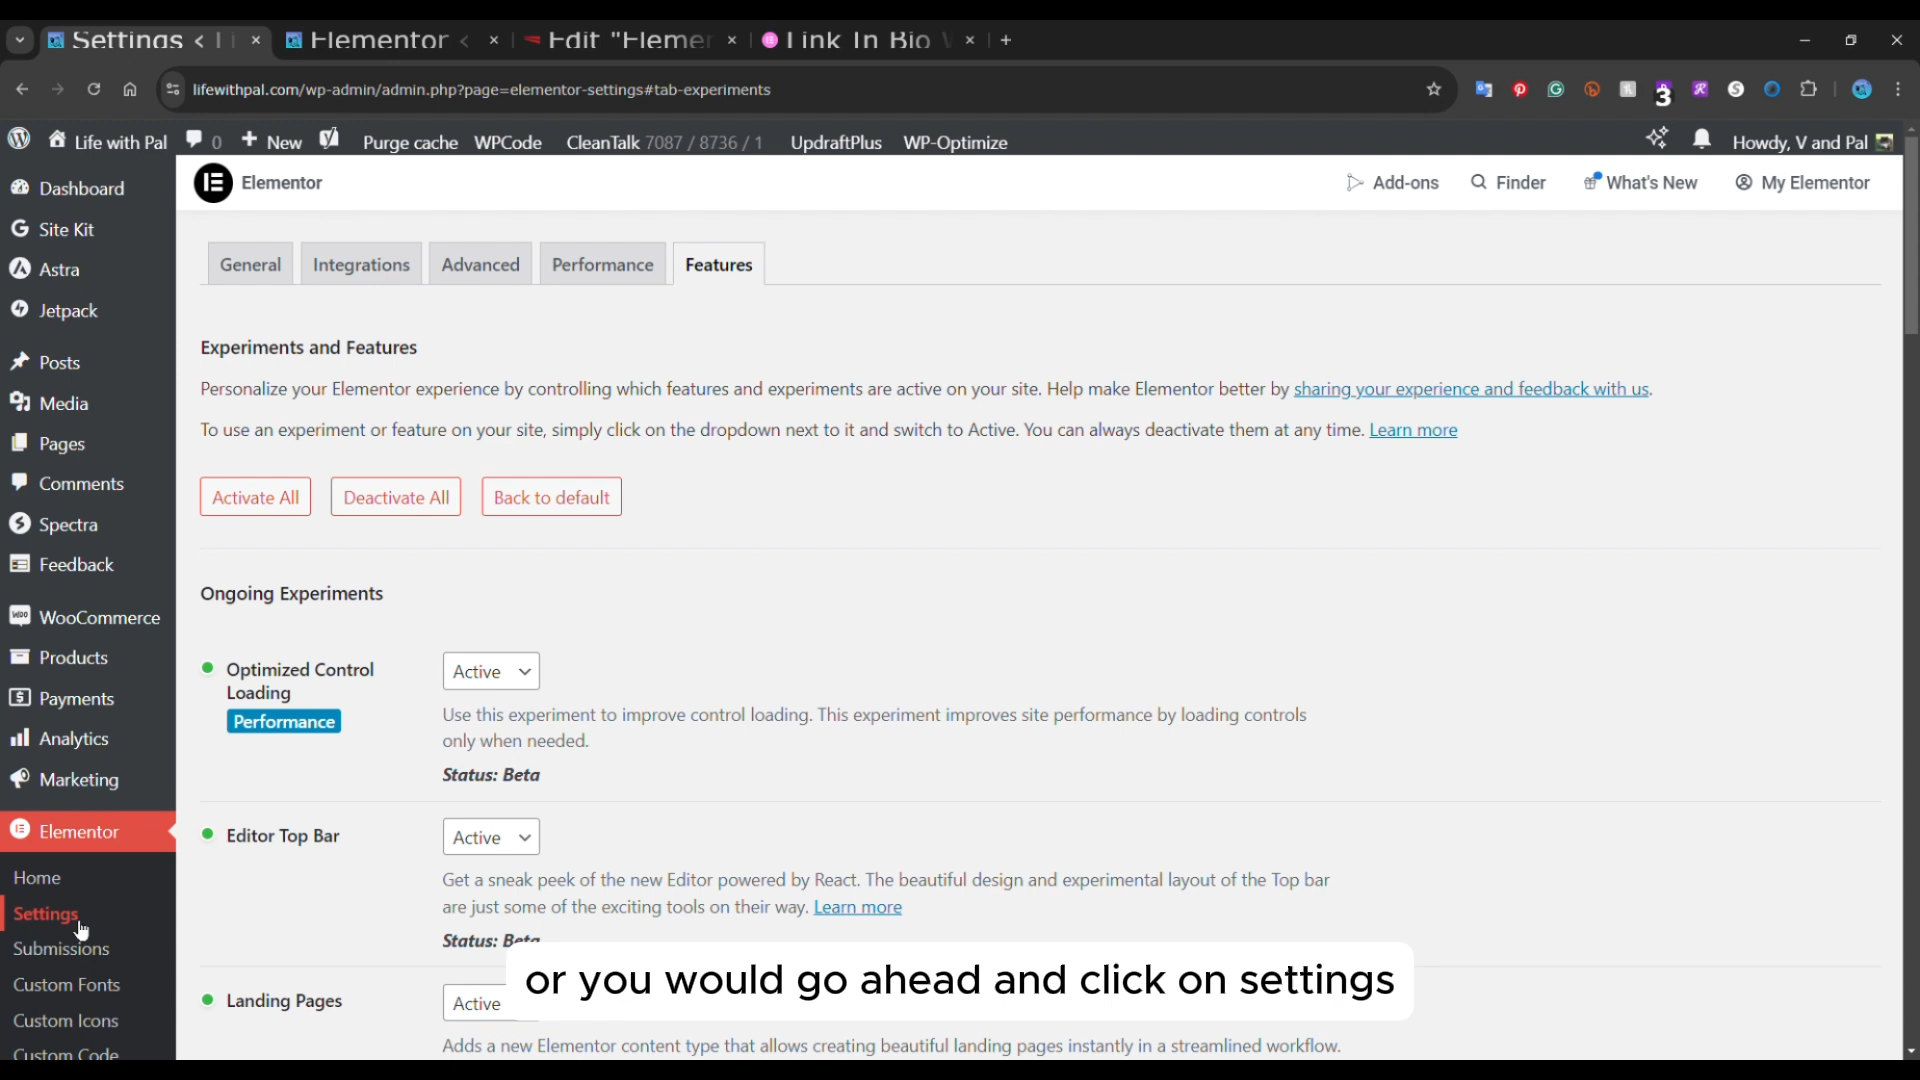 Settings <
Elementor <
Edit "Elemen
Link In Bio
lifewithpal.com/wp-admin/admin.php?page=elementor-settings#tab-experiments
3
Life with Pal
0
New
Purge cache
WPCode
CleanTalk 7087 / 8736 / 1
UpdraftPlus
WP-Optimize
Howdy, V and Pal
Dashboard
Site Kit
Astra
Jetpack
Posts
Media
Pages
Comments
Spectra
Feedback
WooCommerce
Products
Payments
Analytics
Marketing
Elementor
Home
Settings
Submissions
Custom Fonts
Custom Icons
Custom Code
Elementor
Add-ons
Finder
What's New
My Elementor
General
Integrations
Advanced
Performance
Features
Experiments and Features
Personalize your Elementor experience by controlling which features and experiments are active on your site. Help make Elementor better by sharing your experience and feedback with us.
To use an experiment or feature on your site, simply click on the dropdown next to it and switch to Active. You can always deactivate them at any time. Learn more
Activate All
Deactivate All
Back to default
Ongoing Experiments
Optimized Control
Loading
Performance
Active
Use this experiment to improve control loading. This experiment improves site performance by loading controls
only when needed.
Status: Beta
Editor Top Bar
Active
Get a sneak peek of the new Editor powered by React. The beautiful design and experimental layout of the Top bar
are just some of the exciting tools on their way. Learn more
Status: Beta
Landing Pages
Active
Adds a new Elementor content type that allows creating beautiful landing pages instantly in a streamlined workflow.
or you would go ahead and click on settings